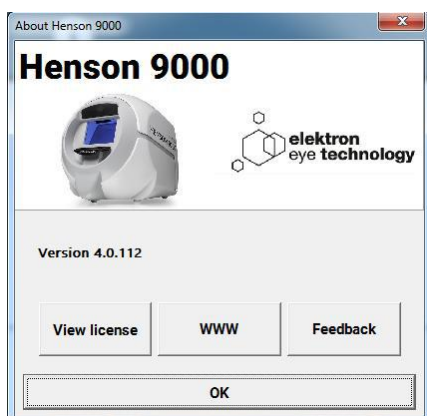 About Henson 9000
Henson 9000
elektron
eye technology
Version 4.0.112
View license
WWW
Feedback
OK